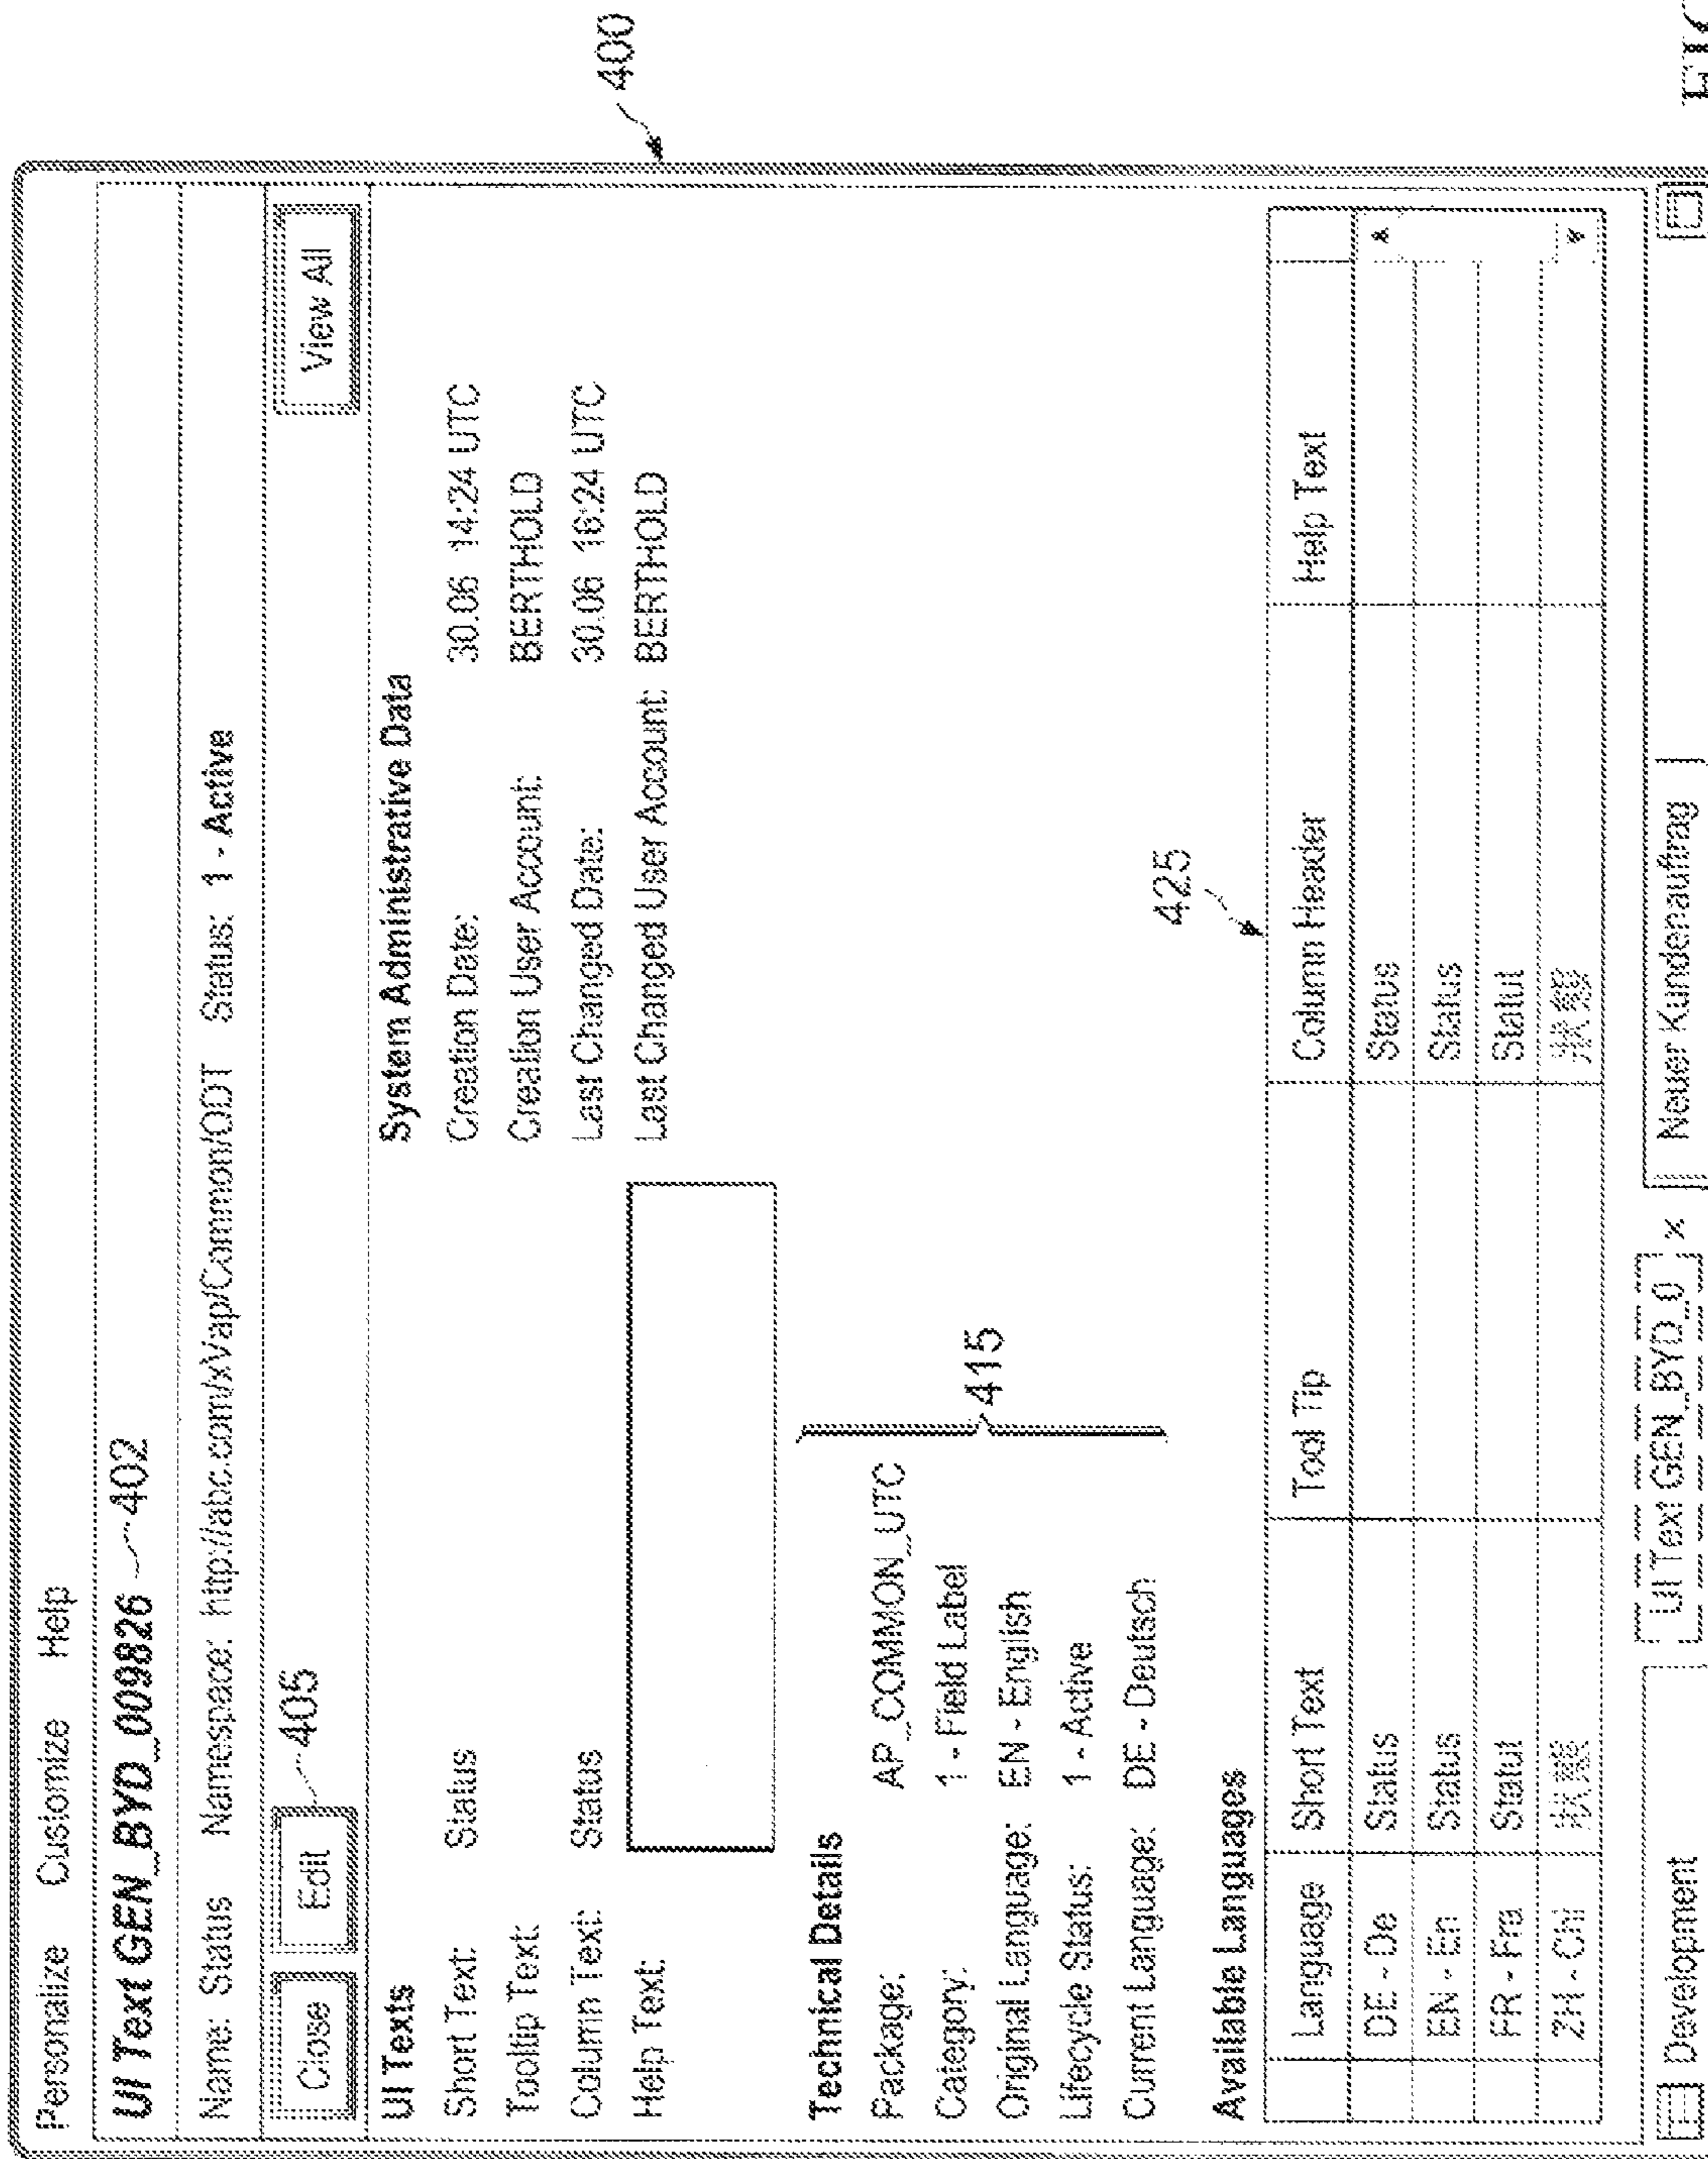 Personalize Customize Help
UI Text GEN_BYD_009826 402
Name: Status Namespace: http://abc.com/xVap/Common/ODT Status: 1 - Active
Close Edit 405 View All
UI Texts System Administrative Data
Short Text: Status Creation Date: 30.06 14:24 UTC
Tooltip Text: Creation User Account: BERTHOLD
Column Text: Status Last Changed Date: 30.06 16:24 UTC
Help Text: Last Changed User Account: BERTHOLD
400
Technical Details
Package: AP_COMMON_UTC
Category: 1 - Field Label
Original Language: EN - English
Lifecycle Status: 1 - Active
Current Language: DE - Deutsch
415
Available Languages 425
Language Short Text Tool Tip Column Header Help Text
DE - De Status Status
EN - En Status Status
FR - Fra Statut Statut
ZH - Chi 状態 状態
Development UI Text GEN_BYD_0 x Neuer Kundenauftrag